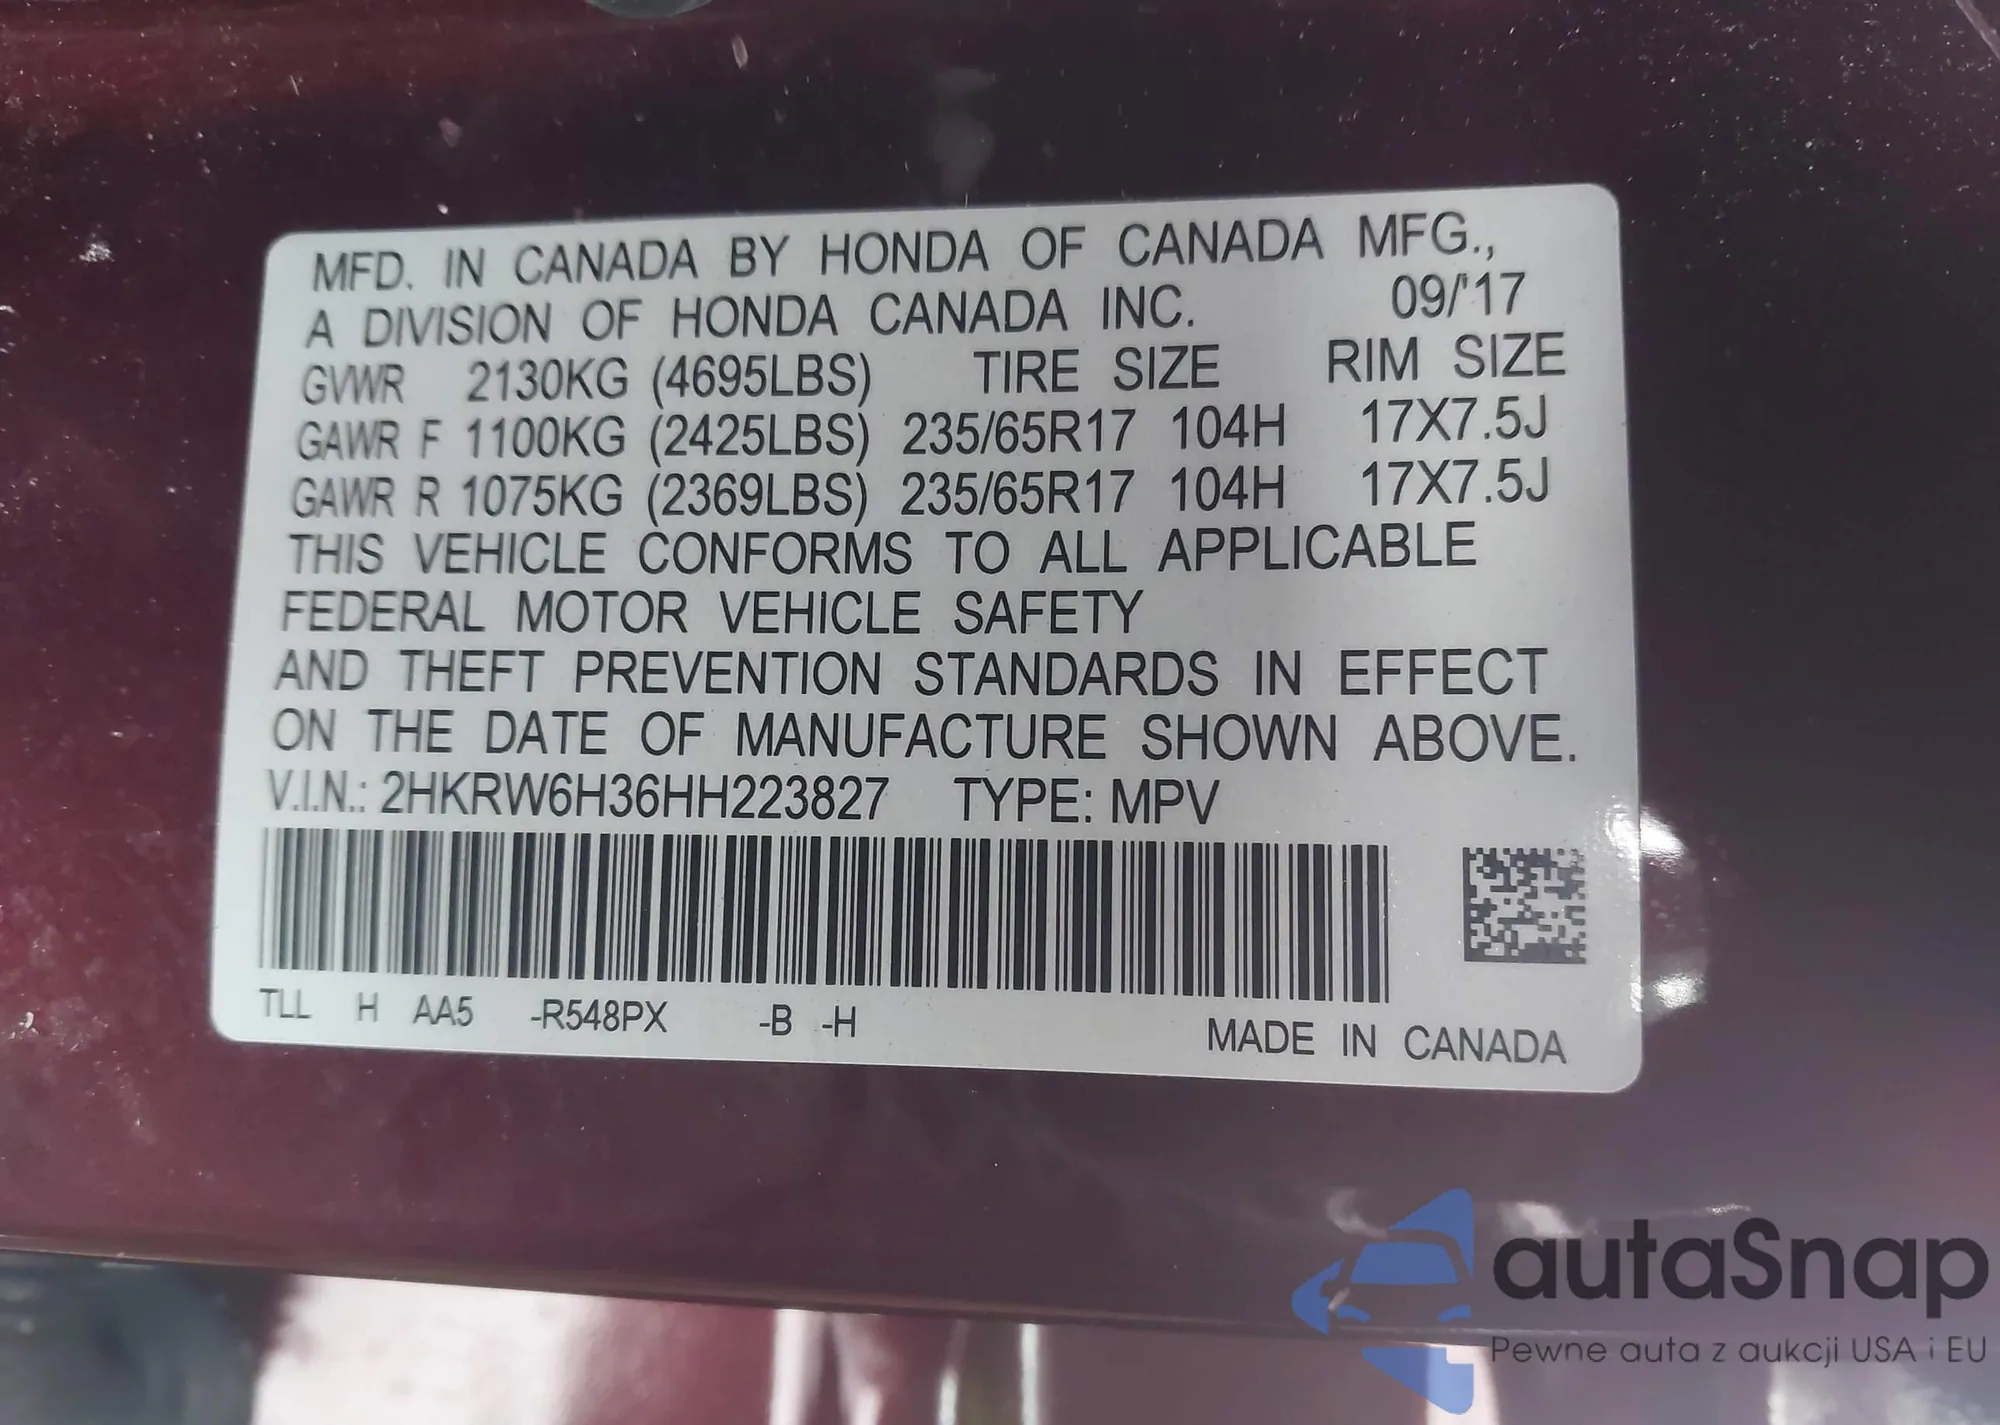 MFD. IN CANADA BY HONDA OF CANADA MFG.,
A DIVISION OF HONDA CANADA INC. 09/'17
GVWR 2130KG (4695LBS) TIRE SIZE RIM SIZE
GAWR F 1100KG (2425LBS) 235/65R17 104H 17X7.5J
GAWR R 1075KG (2369LBS) 235/65R17 104H 17X7.5J
THIS VEHICLE CONFORMS TO ALL APPLICABLE
FEDERAL MOTOR VEHICLE SAFETY
AND THEFT PREVENTION STANDARDS IN EFFECT
ON THE DATE OF MANUFACTURE SHOWN ABOVE.
V.I.N.: 2HKRW6H36HH223827 TYPE: MPV
TLL H AA5 -R548PX -B -H MADE IN CANADA
autaSnap
Pewne auta z aukcji USA i EU